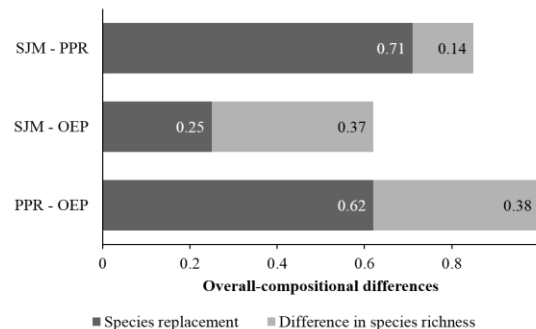 SJM - PPR
0.71
0.14
SJM - OEP
0.25
0.37
PPR - OEP
0.62
0.38
0 0.2 0.4 0.6 0.8
Overall-compositional differences
Species replacement Difference in species richness